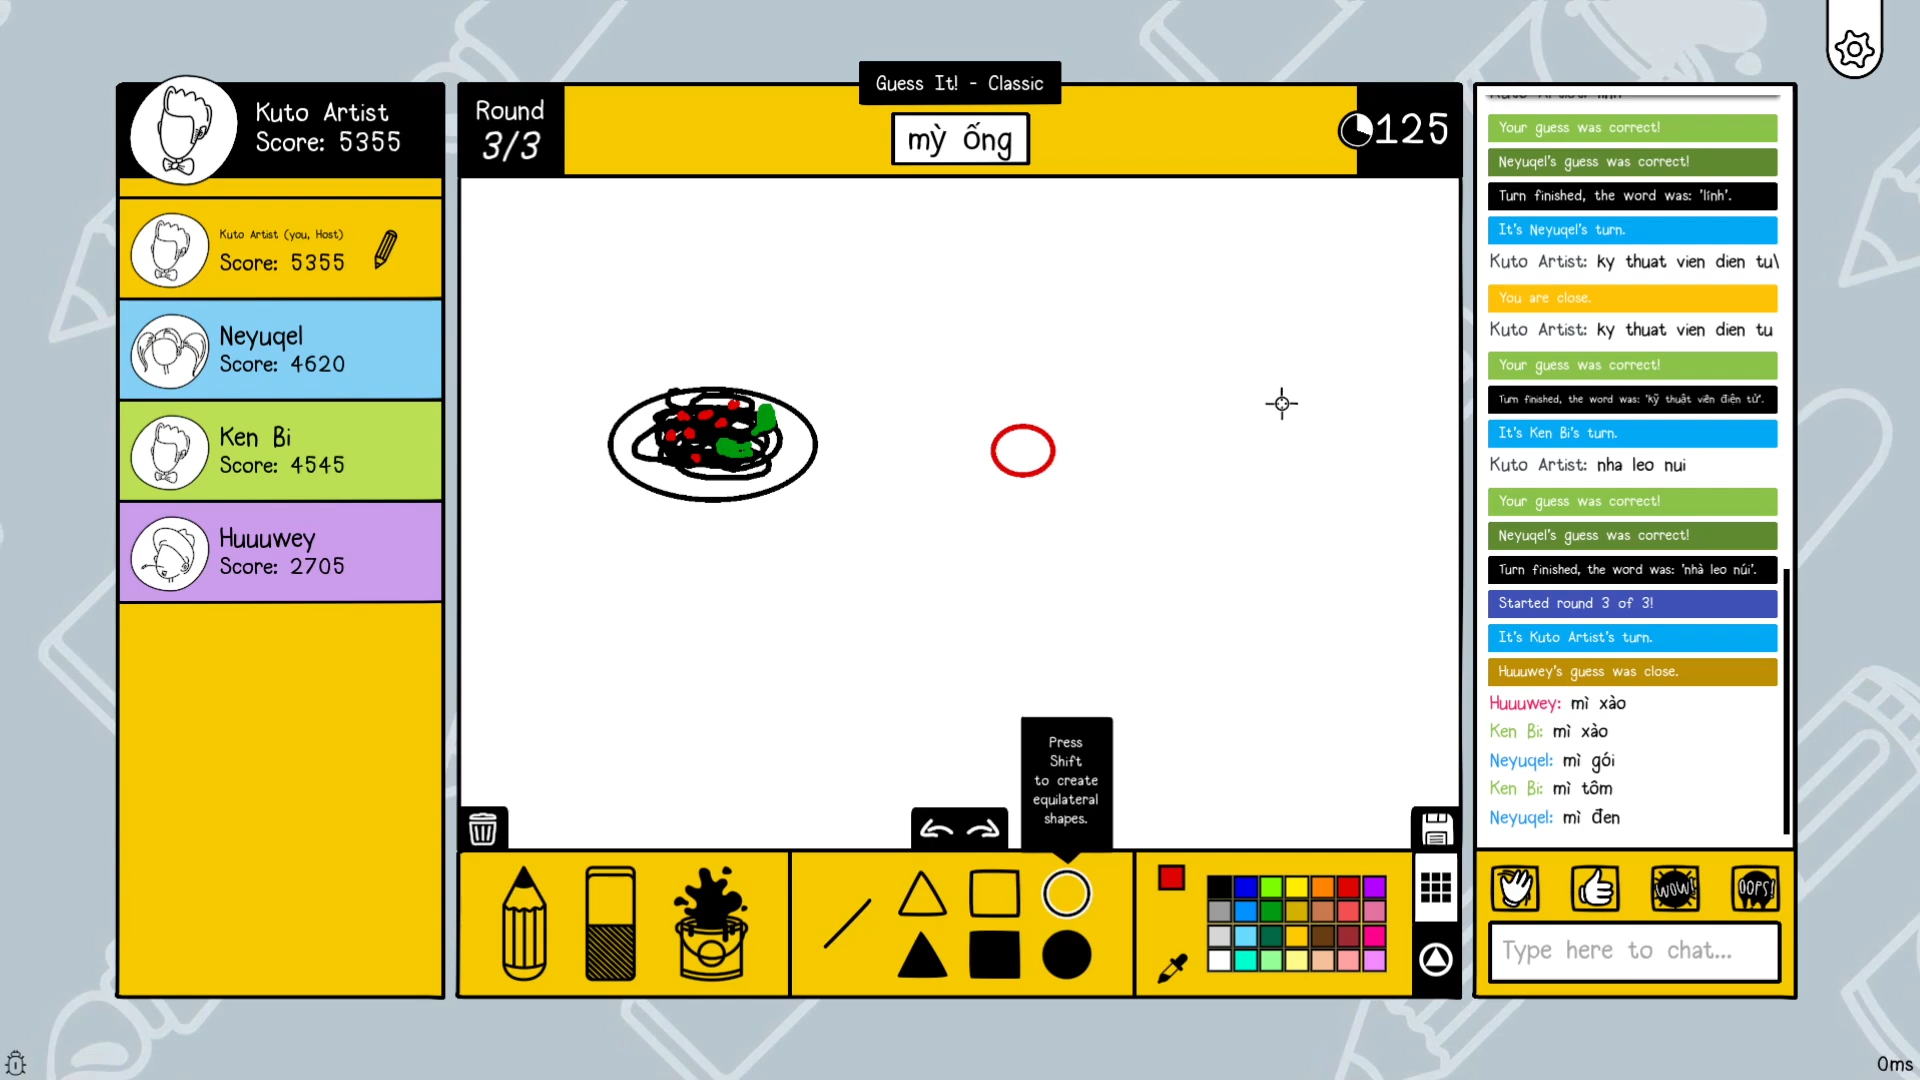 Guess It! - Classic
Kuto Artist
Score: 5355
Round
3/3
mỳ ống
125
Kuto Artist (you, Host)
Score: 5355
Neyuqel
Score: 4620
Ken Bi
Score: 4545
Huuuwey
Score: 2705
Press
Shift
to create
equilateral
shapes.
Your guess was correct!
Neyuqel's guess was correct!
Turn finished, the word was: 'lính'.
It's Neyuqel's turn.
Kuto Artist: ky thuat vien dien tu\
You are close.
Kuto Artist: ky thuat vien dien tu
Your guess was correct!
Turn finished, the word was: 'kỹ thuật viên điện tử'.
It's Ken Bi's turn.
Kuto Artist: nha leo nui
Your guess was correct!
Neyuqel's guess was correct!
Turn finished, the word was: 'nhà leo núi'.
Started round 3 of 3!
It's Kuto Artist's turn.
Huuuwey's guess was close.
Huuuwey: mì xào
Ken Bi: mì xào
Neyuqel: mì gói
Ken Bi: mì tôm
Neyuqel: mì đen
WOW!
OOPS!
Type here to chat...
0ms